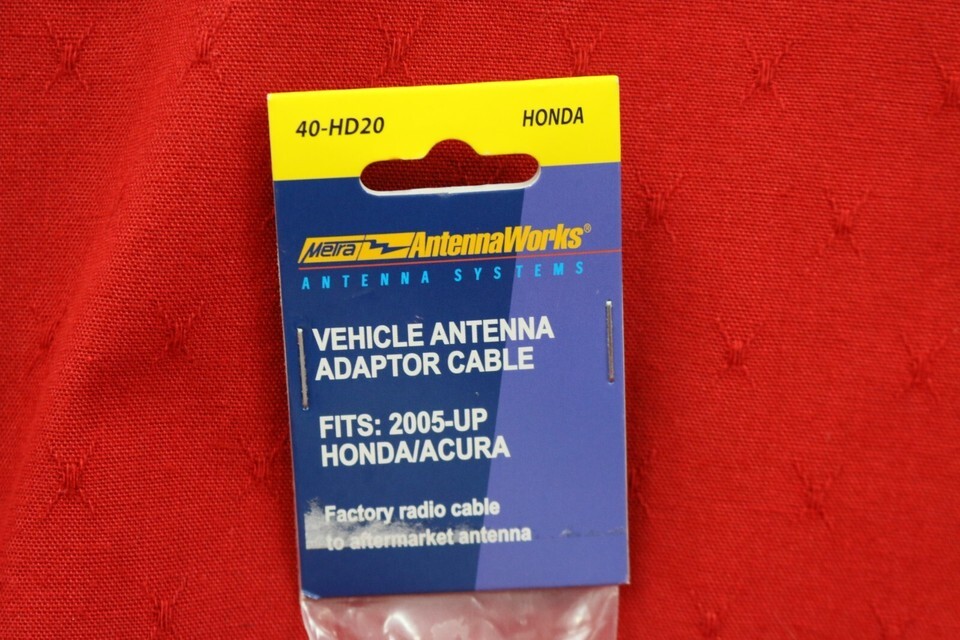 40-HD20 HONDA
Metra AntennaWorks®
ANTENNA SYSTEMS
VEHICLE ANTENNA
ADAPTOR CABLE
FITS: 2005-UP
HONDA/ACURA
Factory radio cable
to aftermarket antenna